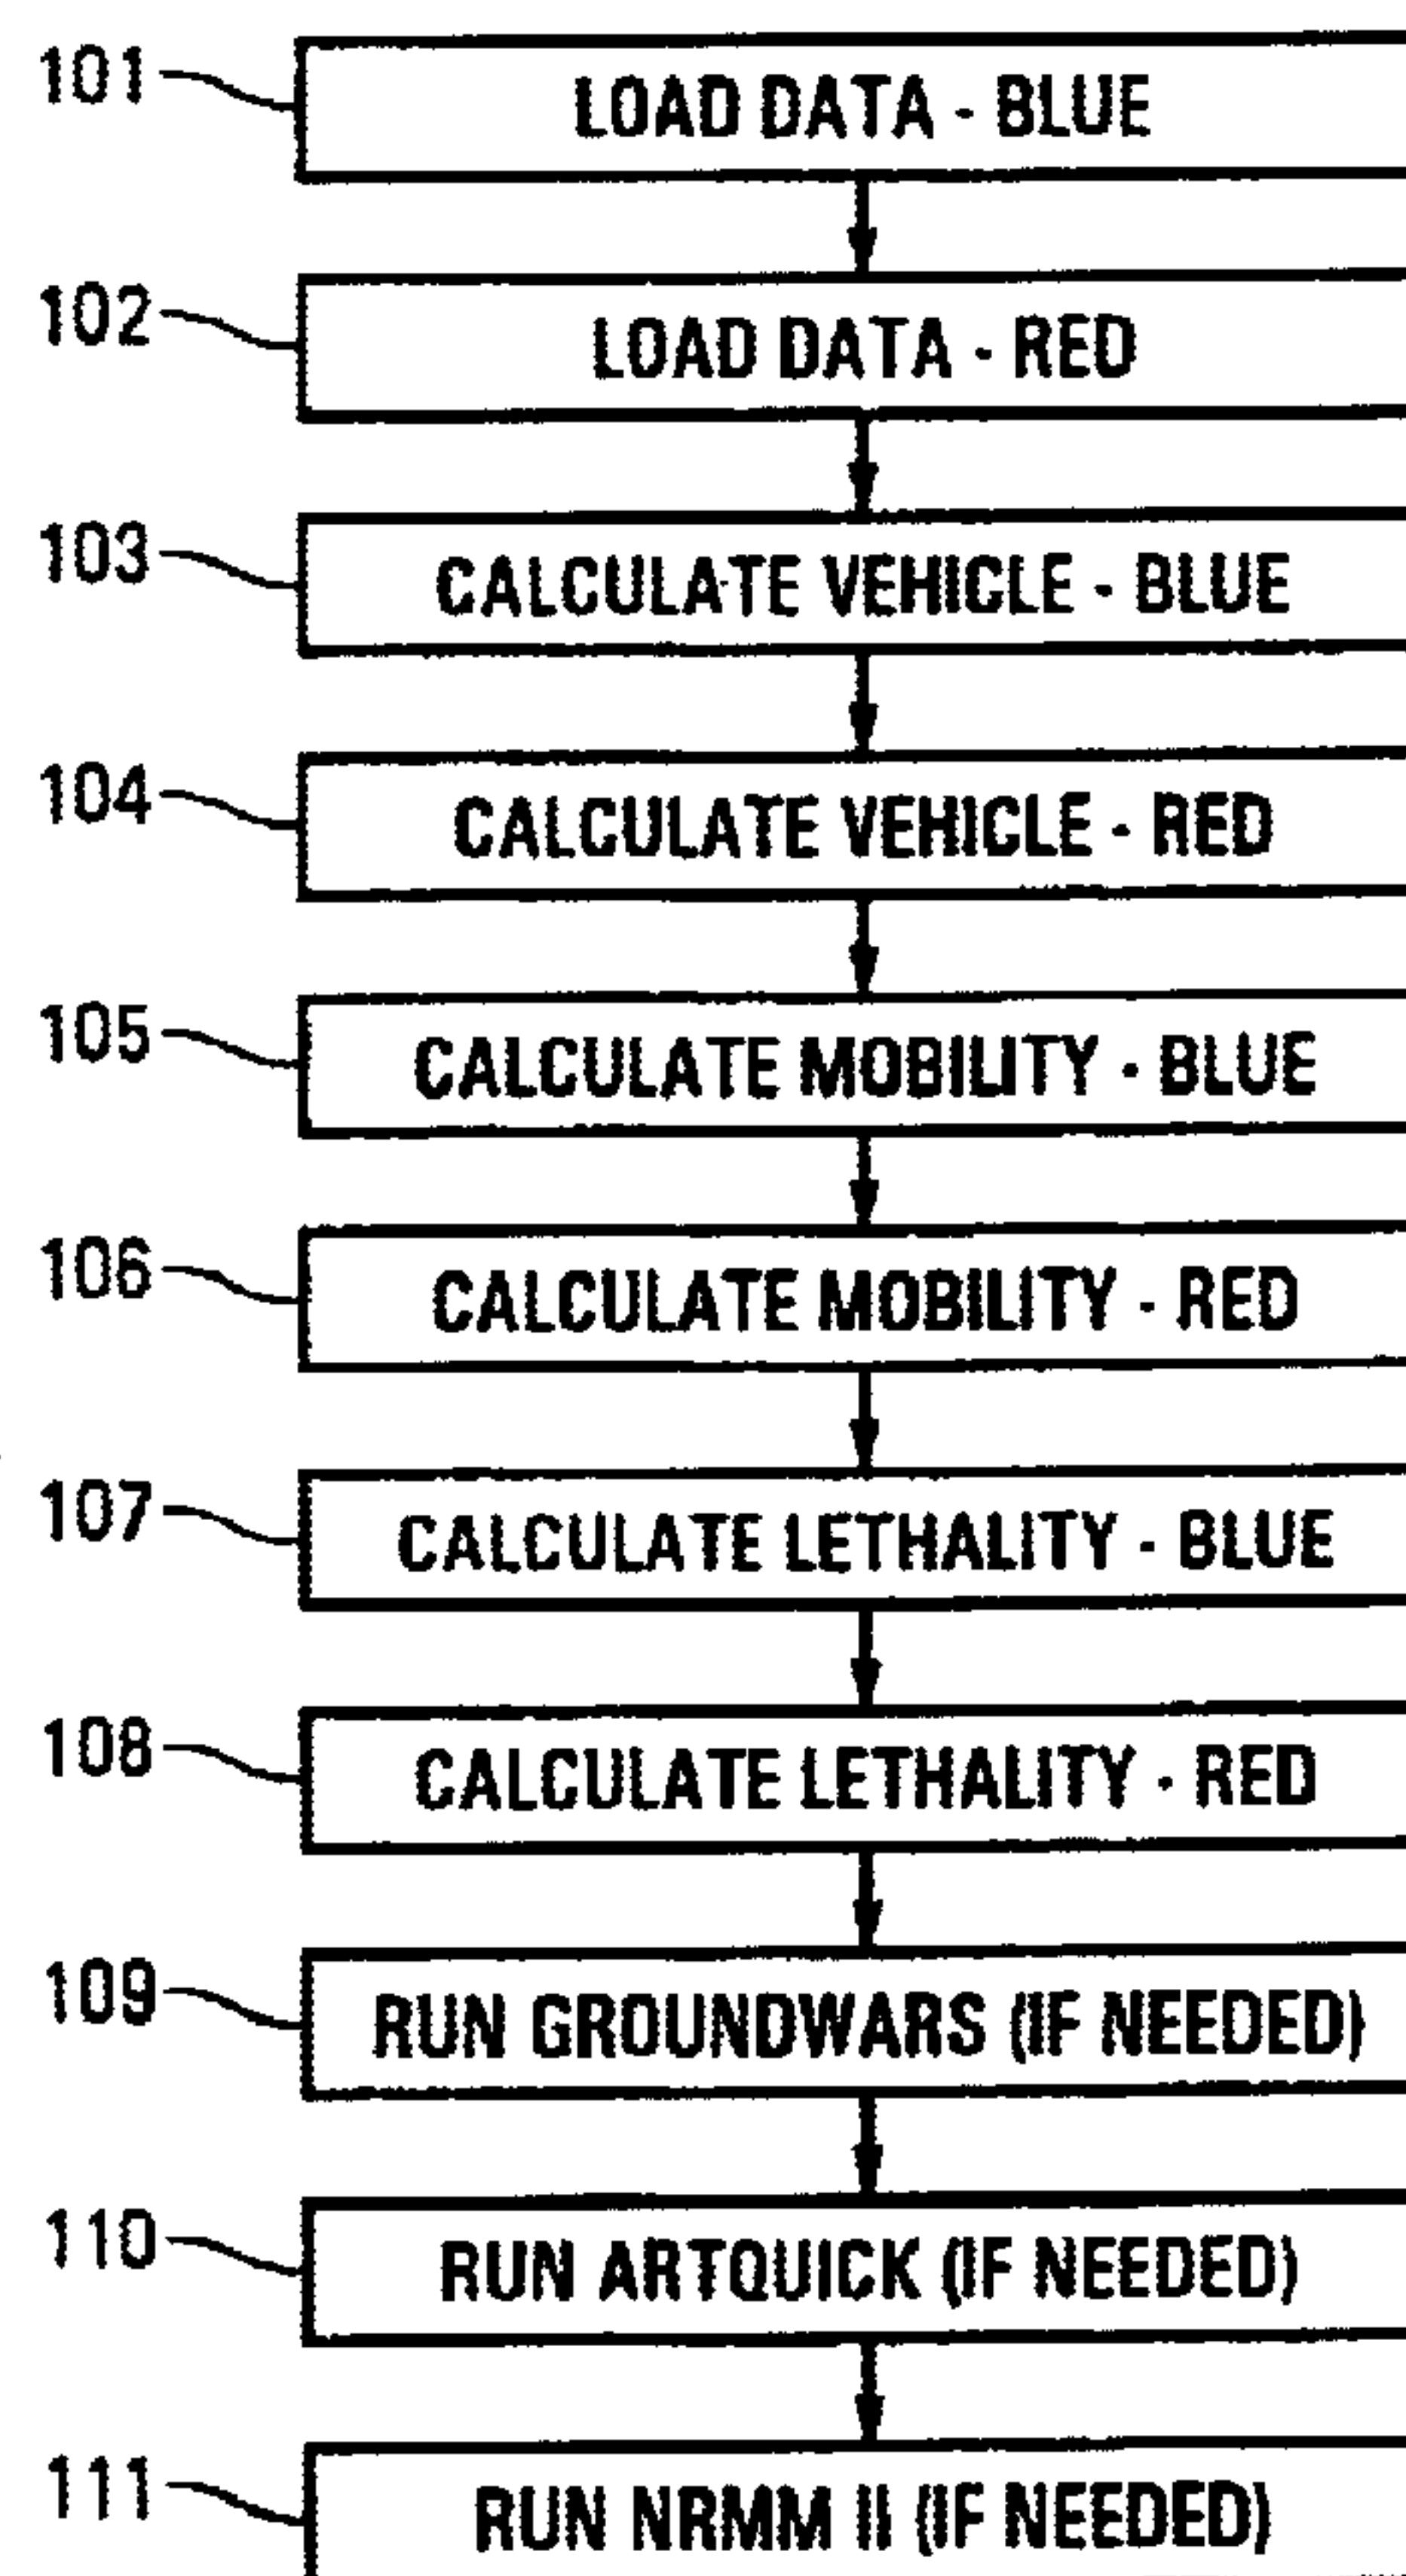 101 LOAD DATA - BLUE
102 LOAD DATA - RED
103 CALCULATE VEHICLE - BLUE
104 CALCULATE VEHICLE - RED
105 CALCULATE MOBILITY - BLUE
106 CALCULATE MOBILITY - RED
107 CALCULATE LETHALITY - BLUE
108 CALCULATE LETHALITY - RED
109 RUN GROUNDWARS (IF NEEDED)
110 RUN ARTQUICK (IF NEEDED)
111 RUN NRMM II (IF NEEDED)